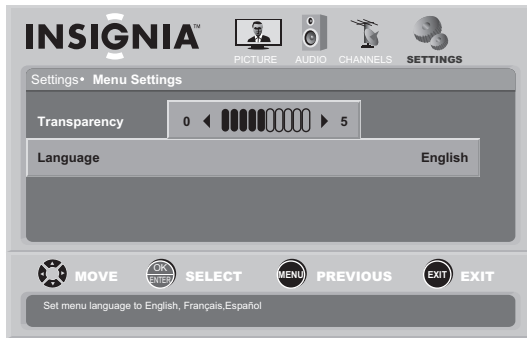 INSIGNIA™
PICTURE AUDIO CHANNELS SETTINGS
Settings• Menu Settings
Transparency 0 5
Language English
MOVE OK ENTER SELECT MENU PREVIOUS EXIT EXIT
Set menu language to English, Français,Español